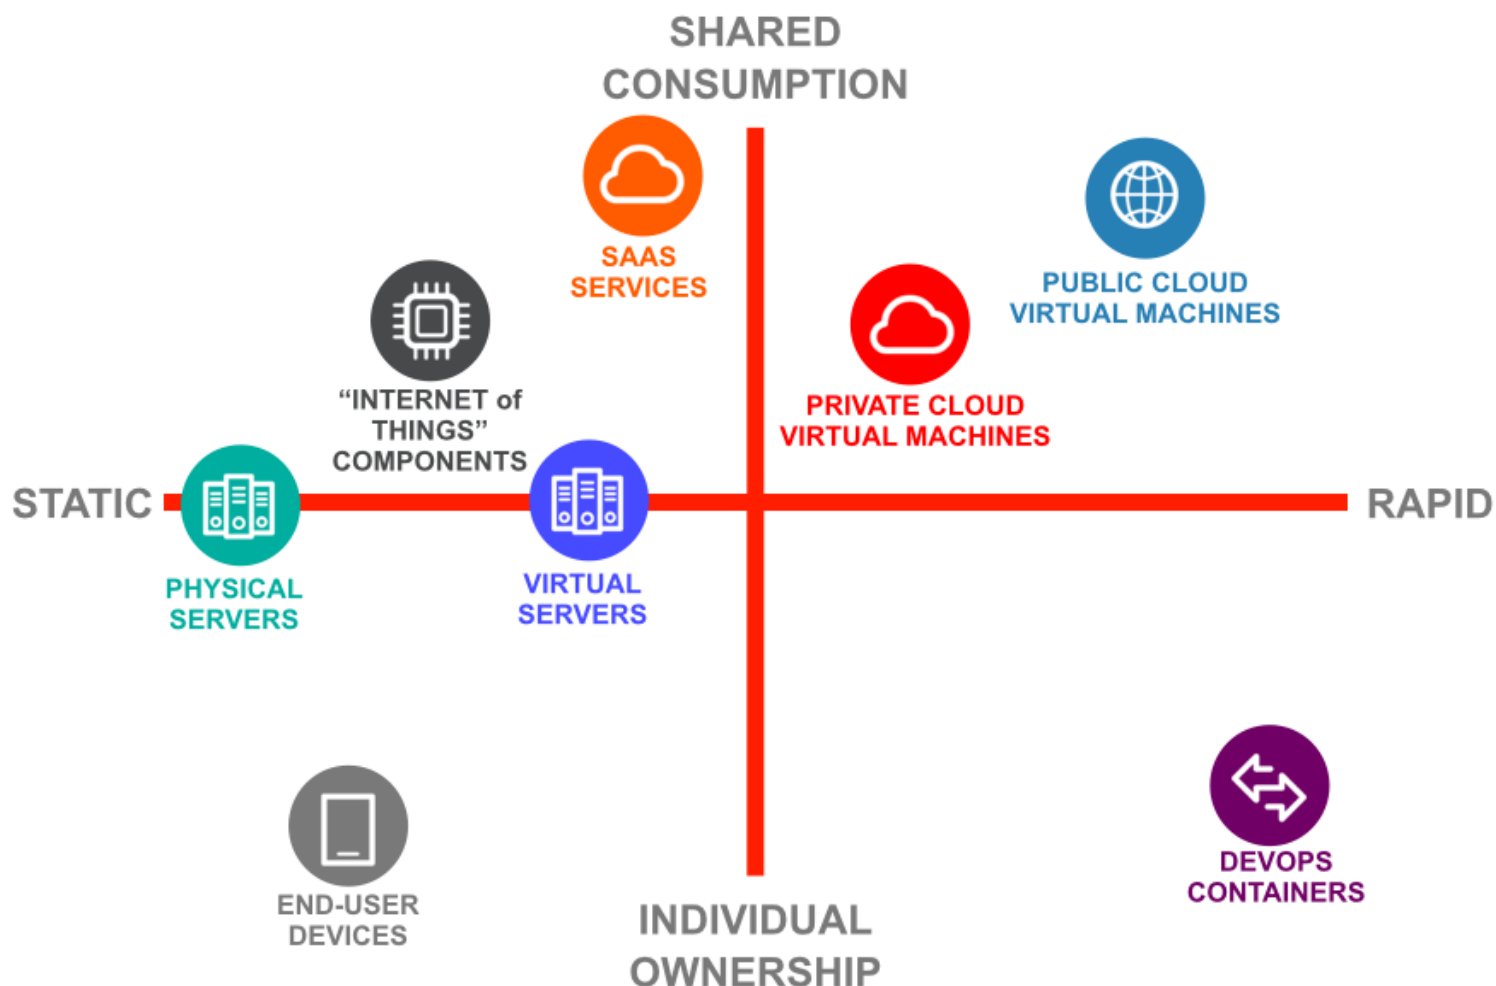 SHARED
CONSUMPTION
SAAS
SERVICES
PUBLIC CLOUD
VIRTUAL MACHINES
“INTERNET of
THINGS”
COMPONENTS
PRIVATE CLOUD
VIRTUAL MACHINES
STATIC
RAPID
PHYSICAL
SERVERS
VIRTUAL
SERVERS
END-USER
DEVICES
DEVOPS
CONTAINERS
INDIVIDUAL
OWNERSHIP